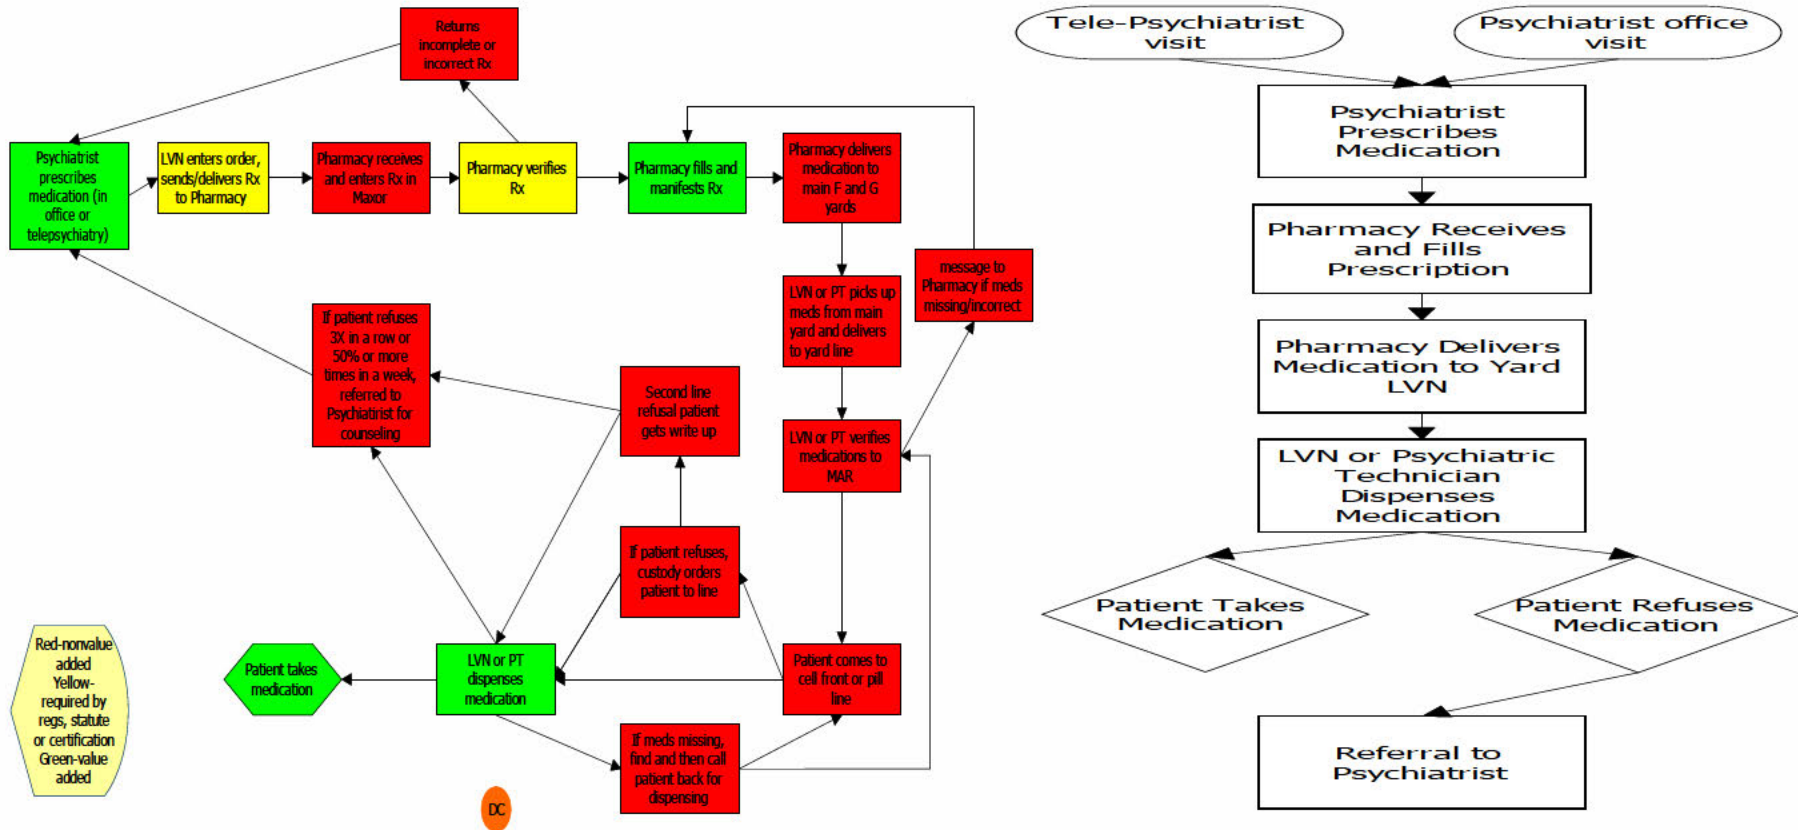 Returns
incomplete or
incorrect Rx
Psychiatrist
prescribes
medication (in
office or
telepsychiatry)
LVN enters order,
sends/delivers Rx
to Pharmacy
Pharmacy receives
and enters Rx in
Maxor
Pharmacy verifies
Rx
Pharmacy fills and
manifests Rx
Pharmacy delivers
medication to
main F and G
yards
message to
Pharmacy if meds
missing/incorrect
LVN or PT picks up
meds from main
yard and delivers
to yard line
If patient refuses
3X in a row or
50% or more
times in a week,
referred to
Psychiatirist for
counseling
Second line
refusal patient
gets write up
LVN or PT verifies
medications to
MAR
If patient refuses,
custody orders
patient to line
Patient takes
medication
LVN or PT
dispenses
medication
Patient comes to
cell front or pill
line
If meds missing,
find and then call
patient back for
dispensing
Red-nonvalue
added
Yellow-
required by
regs, statute
or certification
Green-value
added
DC
Tele-Psychiatrist
visit
Psychiatrist office
visit
Psychiatrist
Prescribes
Medication
Pharmacy Receives
and Fills
Prescription
Pharmacy Delivers
Medication to Yard
LVN
LVN or Psychiatric
Technician
Dispenses
Medication
Patient Takes
Medication
Patient Refuses
Medication
Referral to
Psychiatrist